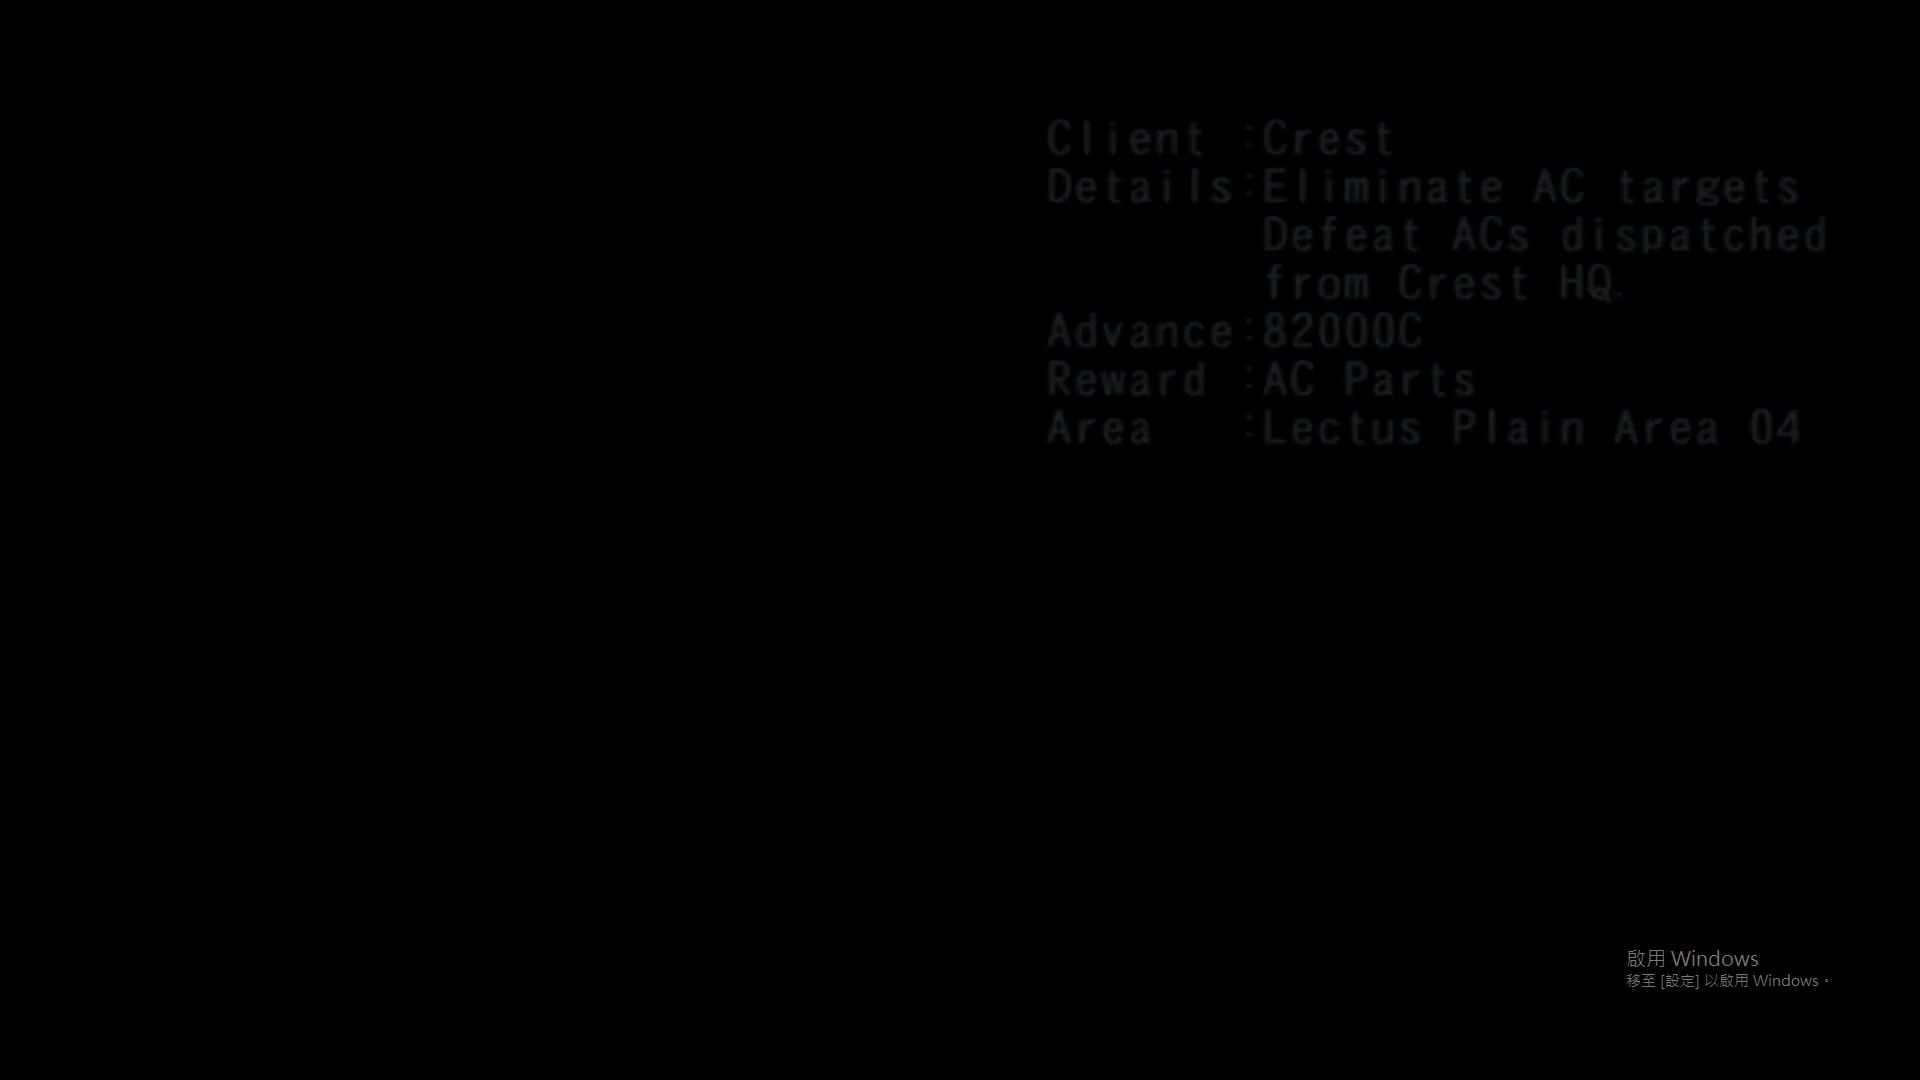 Client :Crest
Details:Eliminate AC targets
Defeat ACs dispatched
from Crest HQ.
Advance:82000C
Reward :AC Parts
Area :Lectus Plain Area 04
啟用 Windows
移至 [設定] 以啟用 Windows。